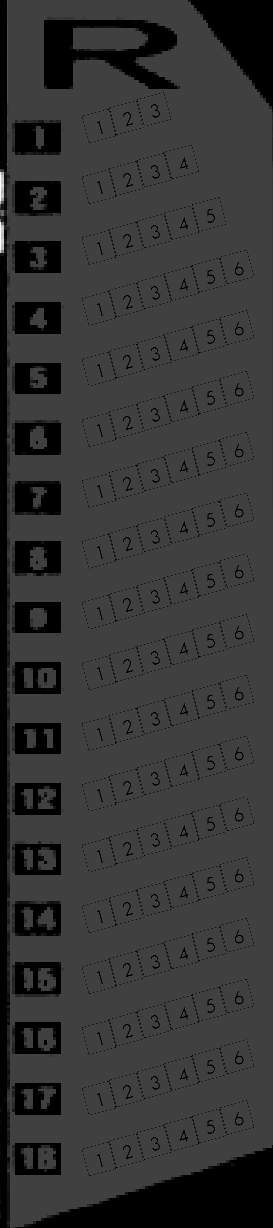 R
1 1 2 3
2 1 2 3 4
3 1 2 3 4 5
4 1 2 3 4 5 6
5 1 2 3 4 5 6
6 1 2 3 4 5 6
7 1 2 3 4 5 6
8 1 2 3 4 5 6
9 1 2 3 4 5 6
10 1 2 3 4 5 6
11 1 2 3 4 5 6
12 1 2 3 4 5 6
13 1 2 3 4 5 6
14 1 2 3 4 5 6
15 1 2 3 4 5 6
16 1 2 3 4 5 6
17 1 2 3 4 5 6
18 1 2 3 4 5 6